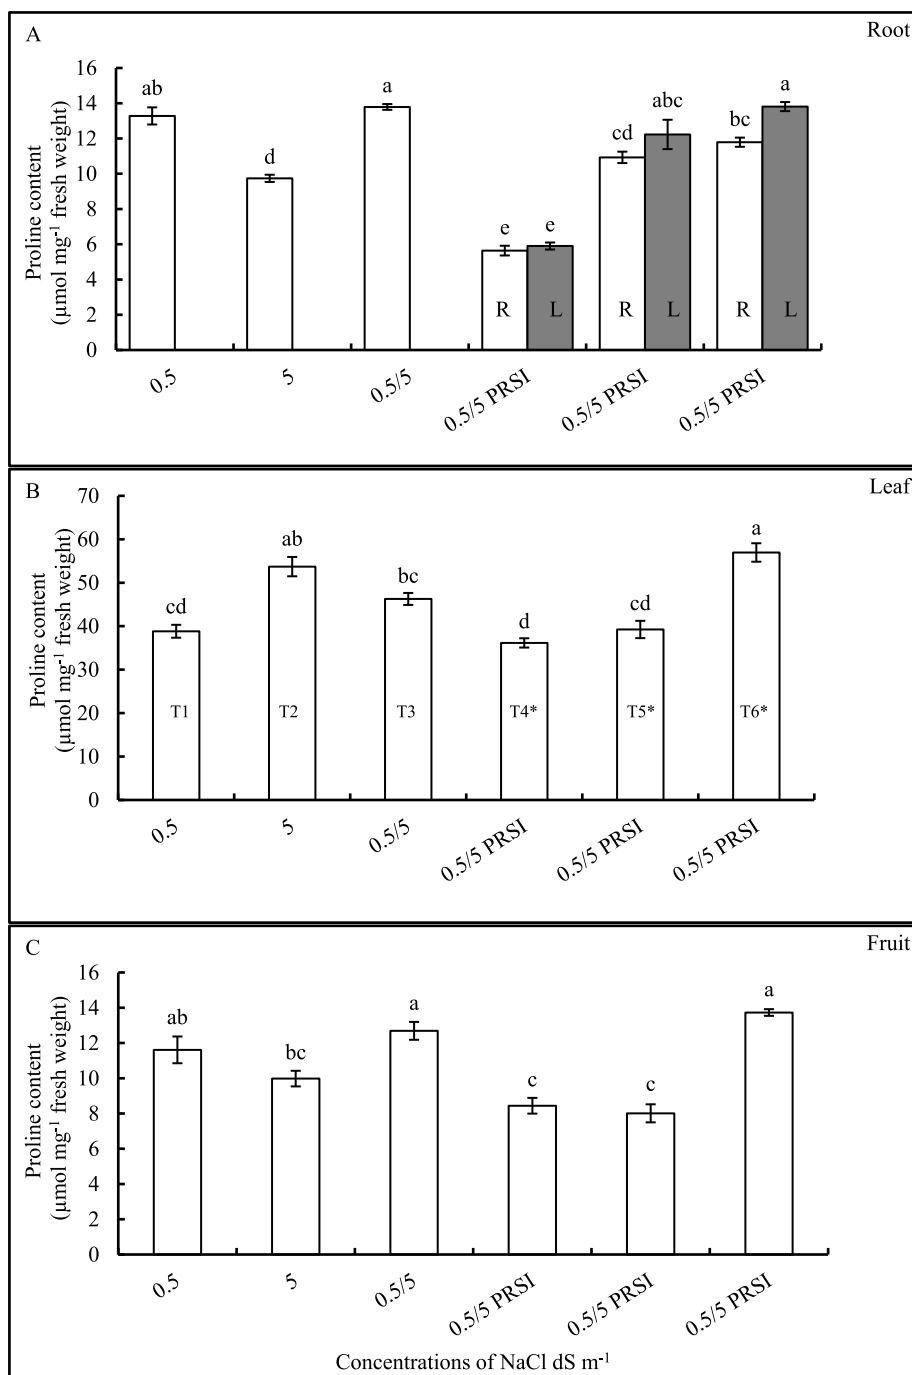 A
Root
Proline content
(µmol mg⁻¹ fresh weight)
16
14
12
10
8
6
4
2
0
ab
d
a
e
e
cd
abc
bc
a
R
L
R
L
R
L
0.5
5
0.5/5
0.5/5 PRSI
0.5/5 PRSI
0.5/5 PRSI
B
Leaf
Proline content
(µmol mg⁻¹ fresh weight)
70
60
50
40
30
20
10
0
cd
ab
bc
d
cd
a
T1
T2
T3
T4*
T5*
T6*
0.5
5
0.5/5
0.5/5 PRSI
0.5/5 PRSI
0.5/5 PRSI
C
Fruit
Proline content
(µmol mg⁻¹ fresh weight)
16
14
12
10
8
6
4
2
0
ab
bc
a
c
c
a
0.5
5
0.5/5
0.5/5 PRSI
0.5/5 PRSI
0.5/5 PRSI
Concentrations of NaCl dS m⁻¹